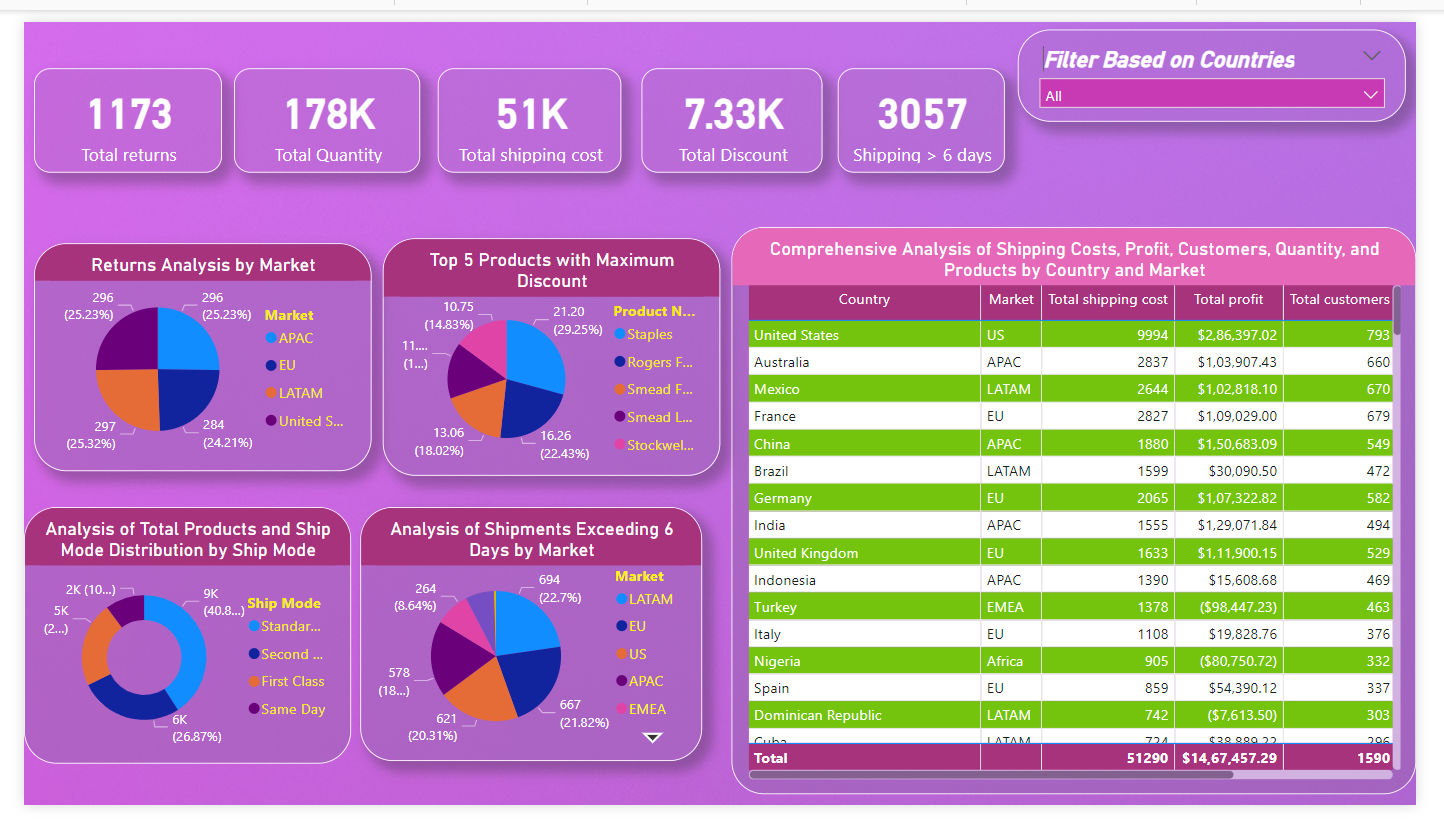 1173
Total returns
178K
Total Quantity
51K
Total shipping cost
7.33K
Total Discount
3057
Shipping > 6 days
Filter Based on Countries
All
Returns Analysis by Market
296
(25.23%)
296
(25.23%)
297
(25.32%)
284
(24.21%)
Market
APAC
EU
LATAM
United S...
Top 5 Products with Maximum
Discount
10.75
(14.83%)
21.20
(29.25%)
11....
(1...)
13.06
(18.02%)
16.26
(22.43%)
Product N...
Staples
Rogers F...
Smead F...
Smead L...
Stockwel...
Analysis of Total Products and Ship
Mode Distribution by Ship Mode
2K (10...)
9K
(40.8...)
5K
(2...)
6K
(26.87%)
Ship Mode
Standar...
Second ...
First Class
Same Day
Analysis of Shipments Exceeding 6
Days by Market
264
(8.64%)
694
(22.7%)
578
(18...)
621
(20.31%)
667
(21.82%)
Market
LATAM
EU
US
APAC
EMEA
Comprehensive Analysis of Shipping Costs, Profit, Customers, Quantity, and
Products by Country and Market
Country Market Total shipping cost Total profit Total customers
United States US 9994 $2,86,397.02 793
Australia APAC 2837 $1,03,907.43 660
Mexico LATAM 2644 $1,02,818.10 670
France EU 2827 $1,09,029.00 679
China APAC 1880 $1,50,683.09 549
Brazil LATAM 1599 $30,090.50 472
Germany EU 2065 $1,07,322.82 582
India APAC 1555 $1,29,071.84 494
United Kingdom EU 1633 $1,11,900.15 529
Indonesia APAC 1390 $15,608.68 469
Turkey EMEA 1378 ($98,447.23) 463
Italy EU 1108 $19,828.76 376
Nigeria Africa 905 ($80,750.72) 332
Spain EU 859 $54,390.12 337
Dominican Republic LATAM 742 ($7,613.50) 303
Cuba LATAM 724 $38,889.22 296
Total 51290 $14,67,457.29 1590